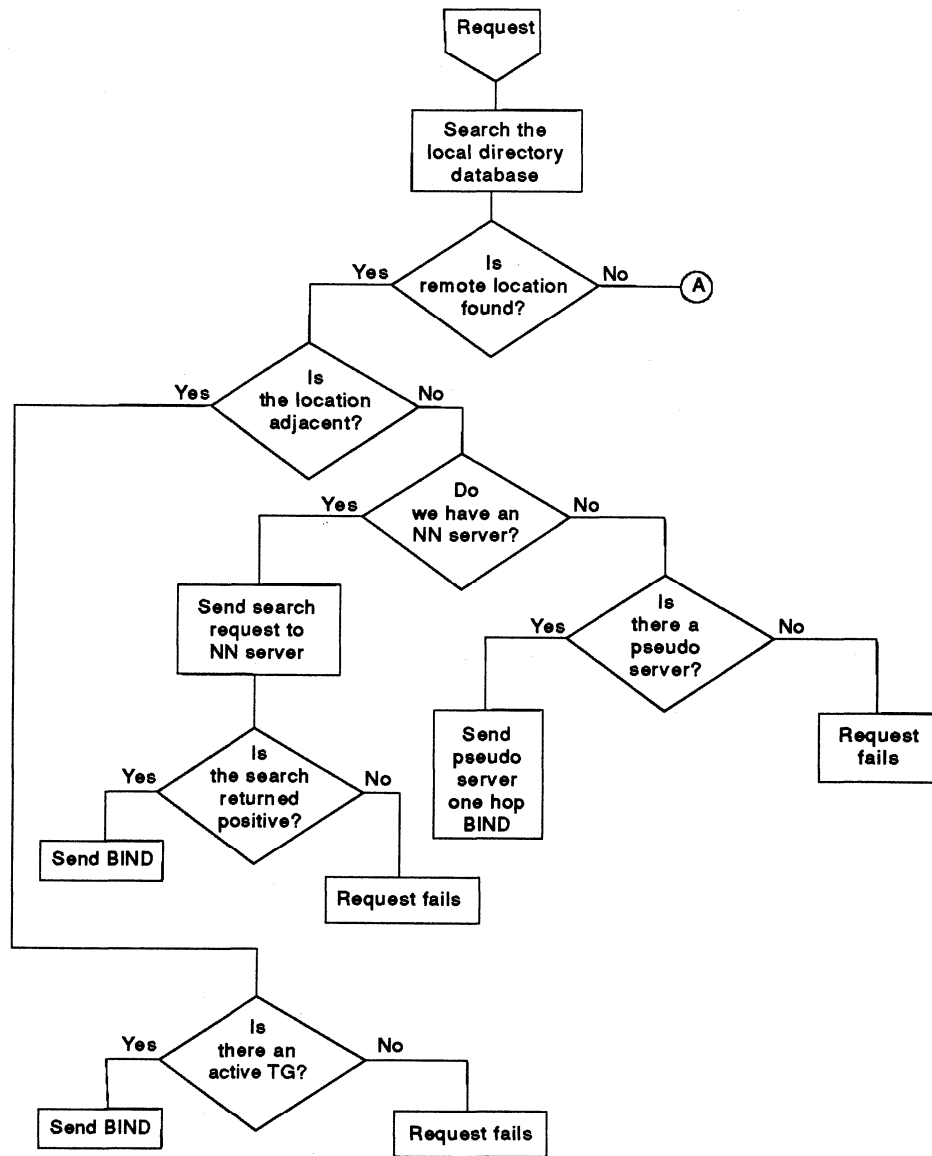 Request
Search the
local directory
database
Is
remote location
found?
Yes
No
A
Is
the location
adjacent?
Yes
No
Do
we have an
NN server?
Yes
No
Send search
request to
NN server
Is
there a
pseudo
server?
Yes
No
Is
the search
returned
positive?
Yes
No
Send
pseudo
server
one hop
BIND
Request
fails
Send BIND
Request fails
Is
there an
active TG?
Yes
No
Send BIND
Request fails